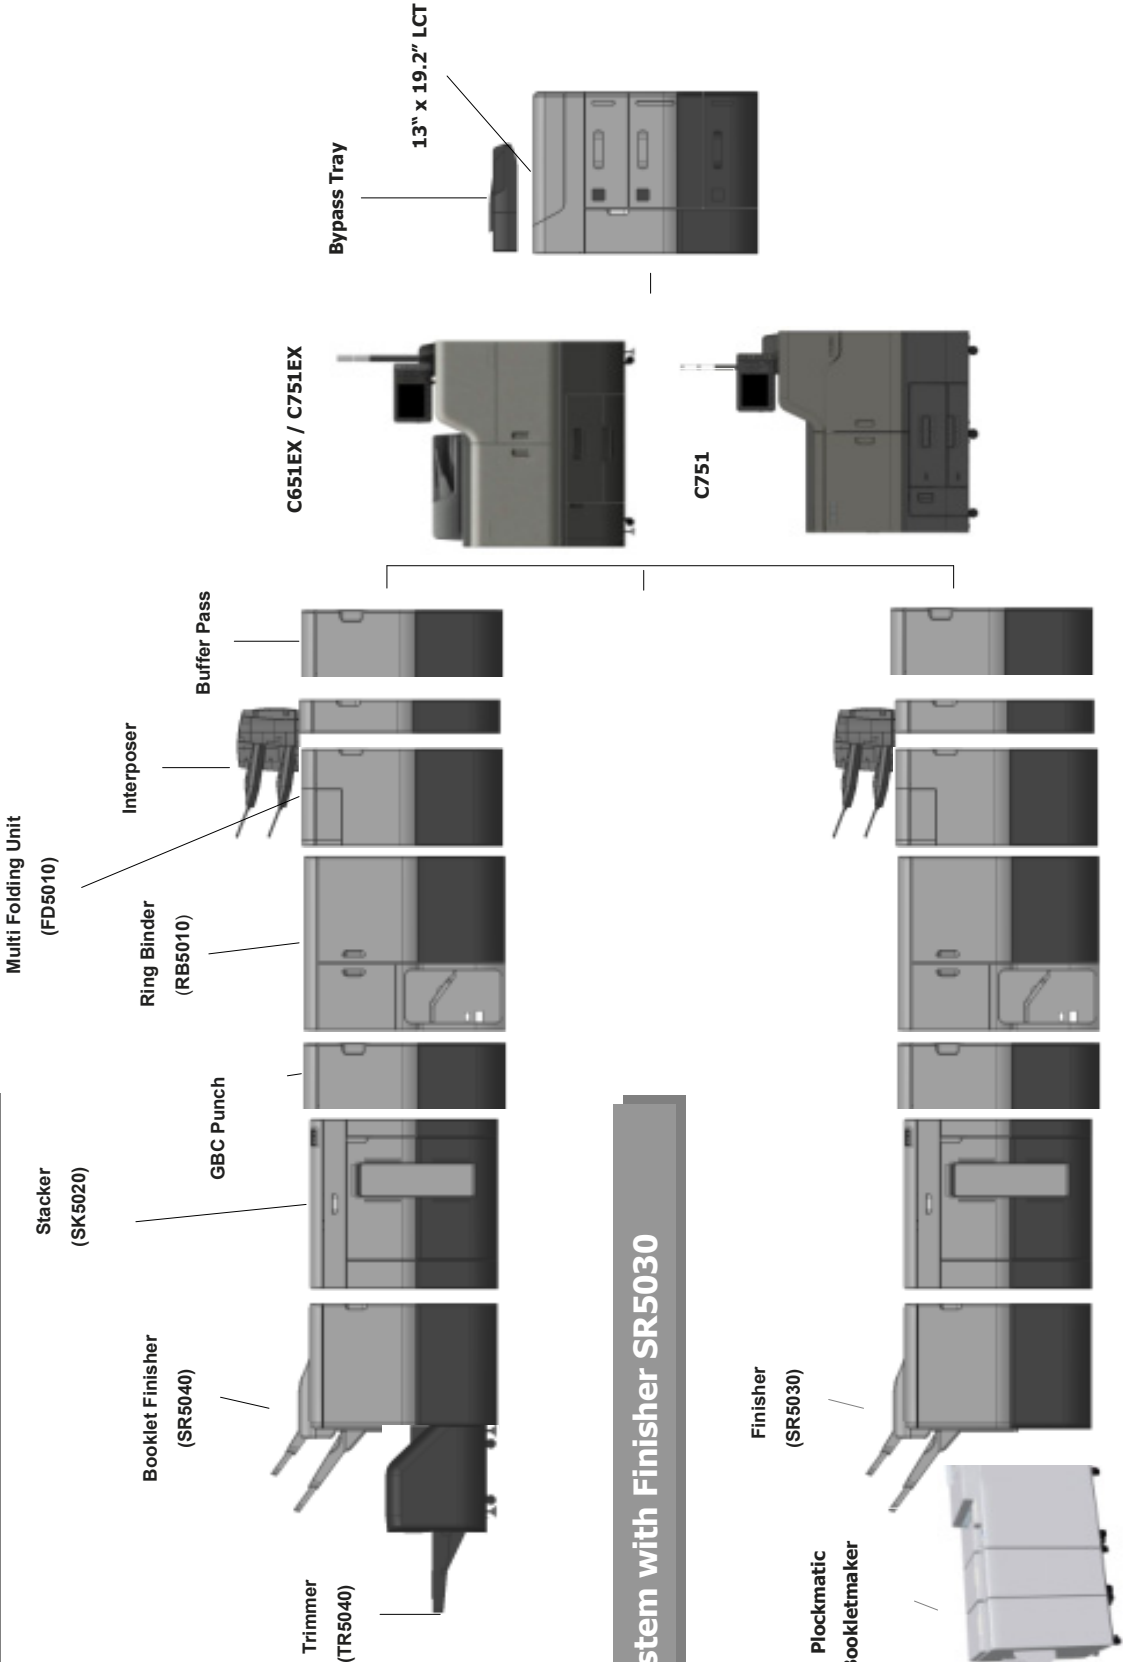 Trimmer
(TR5040)
Booklet Finisher
(SR5040)
Stacker
(SK5020)
GBC Punch
Ring Binder
(RB5010)
Multi Folding Unit
(FD5010)
Interposer
Buffer Pass
C651EX / C751EX
Bypass Tray
13“ x 19.2” LCT
stem with Finisher SR5030
C751
Plockmatic
ookletmaker
Finisher
(SR5030)